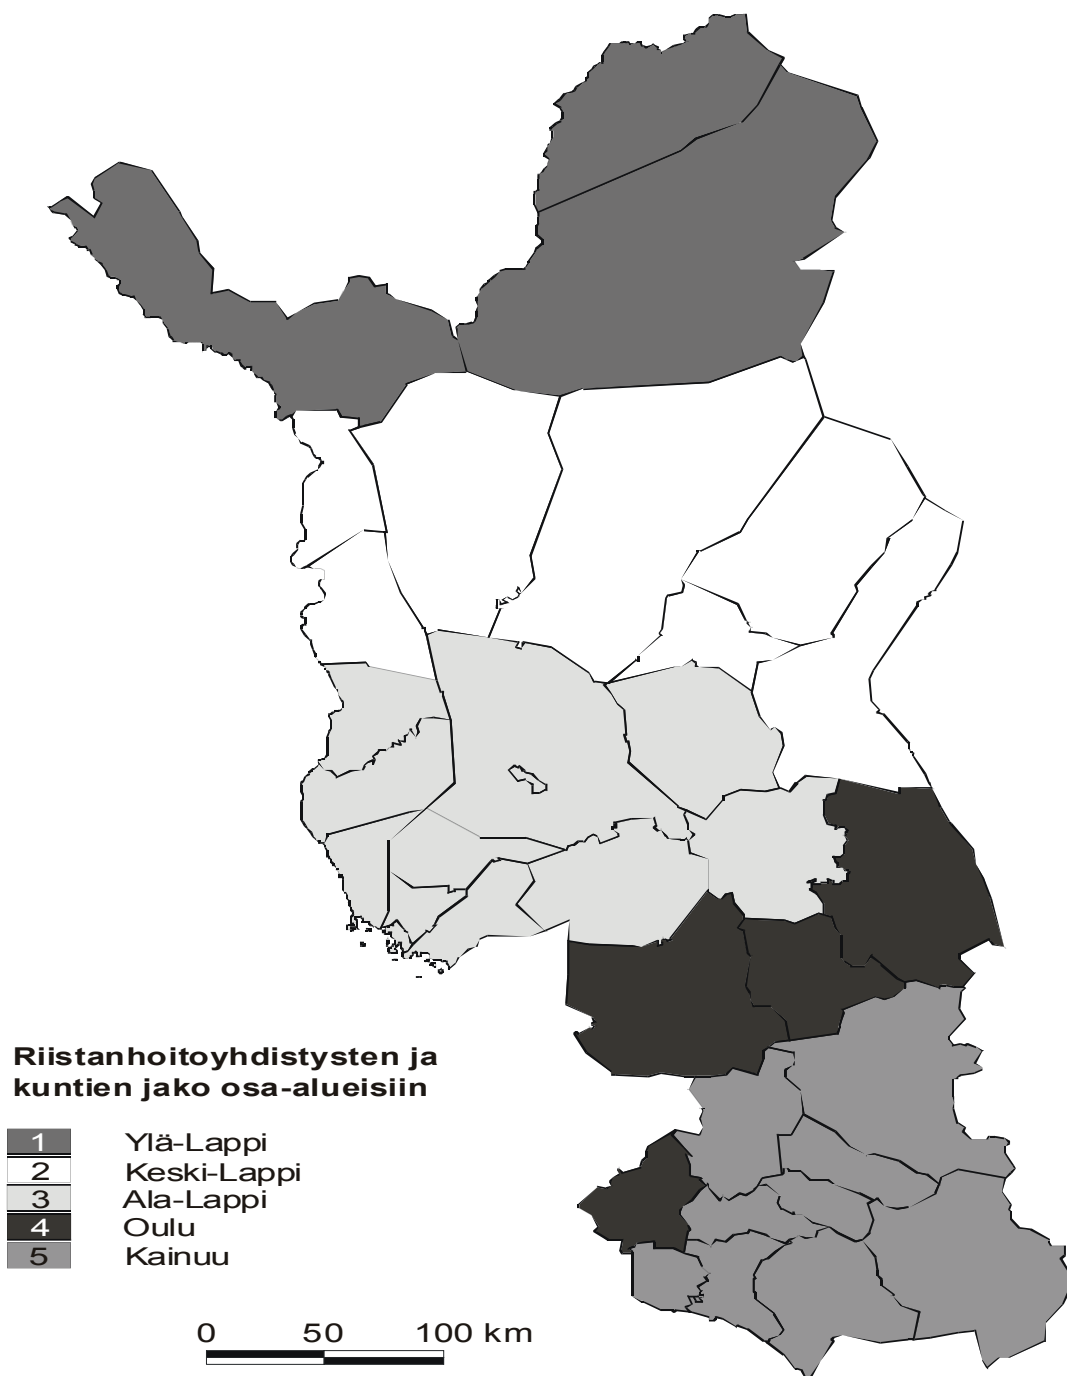 Riistanhoitoyhdistysten ja
kuntien jako osa-alueisiin
1 Ylä-Lappi
2 Keski-Lappi
3 Ala-Lappi
4 Oulu
5 Kainuu
0 50 100 km